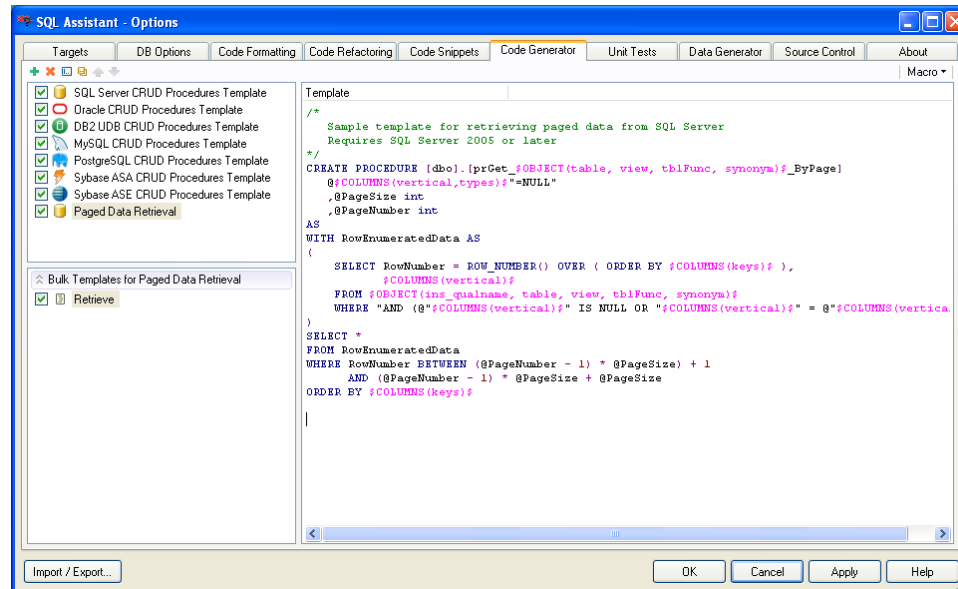 SQL Assistant - Options
Targets DB Options Code Formatting Code Refactoring Code Snippets Code Generator Unit Tests Data Generator Source Control About
Macro
SQL Server CRUD Procedures Template
Oracle CRUD Procedures Template
DB2 UDB CRUD Procedures Template
MySQL CRUD Procedures Template
PostgreSQL CRUD Procedures Template
Sybase ASA CRUD Procedures Template
Sybase ASE CRUD Procedures Template
Paged Data Retrieval
Bulk Templates for Paged Data Retrieval
Retrieve
Template
/*
Sample template for retrieving paged data from SQL Server
Requires SQL Server 2005 or later
*/
CREATE PROCEDURE [dbo].[prGet_$OBJECT(table, view, tblFunc, synonym)$_ByPage]
@$COLUMNS(vertical,types)$"=NULL"
,@PageSize int
,@PageNumber int
AS
WITH RowEnumeratedData AS
(
SELECT RowNumber = ROW_NUMBER() OVER ( ORDER BY $COLUMNS(keys)$ ),
$COLUMNS(vertical)$
FROM $OBJECT(ins_qualname, table, view, tblFunc, synonym)$
WHERE "AND (@"$COLUMNS(vertical)$" IS NULL OR "$COLUMNS(vertical)$" = @"$COLUMNS(vertica
)
SELECT *
FROM RowEnumeratedData
WHERE RowNumber BETWEEN (@PageNumber - 1) * @PageSize) + 1
AND (@PageNumber - 1) * @PageSize + @PageSize
ORDER BY $COLUMNS(keys)$
Import / Export... OK Cancel Apply Help